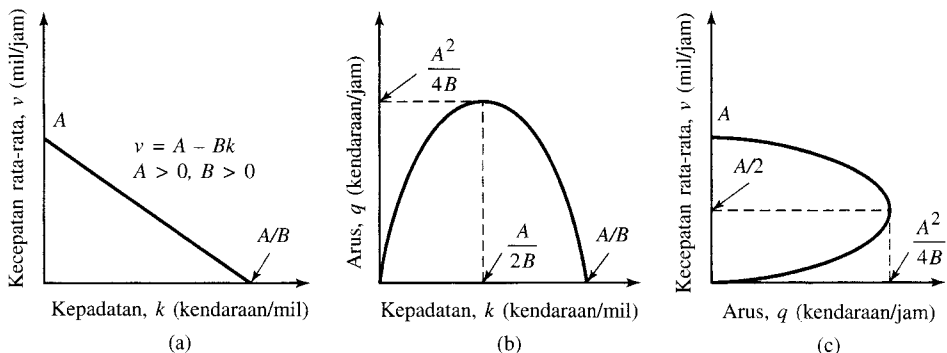 Kecepatan rata-rata, v (mil/jam)
A
v = A – Bk
A > 0, B > 0
A/B
Kepadatan, k (kendaraan/mil)
(a)
Arus, q (kendaraan/jam)
A²
4B
A
2B
A/B
Kepadatan, k (kendaraan/mil)
(b)
Kecepatan rata-rata, v (mil/jam)
A
A/2
A²
4B
Arus, q (kendaraan/jam)
(c)